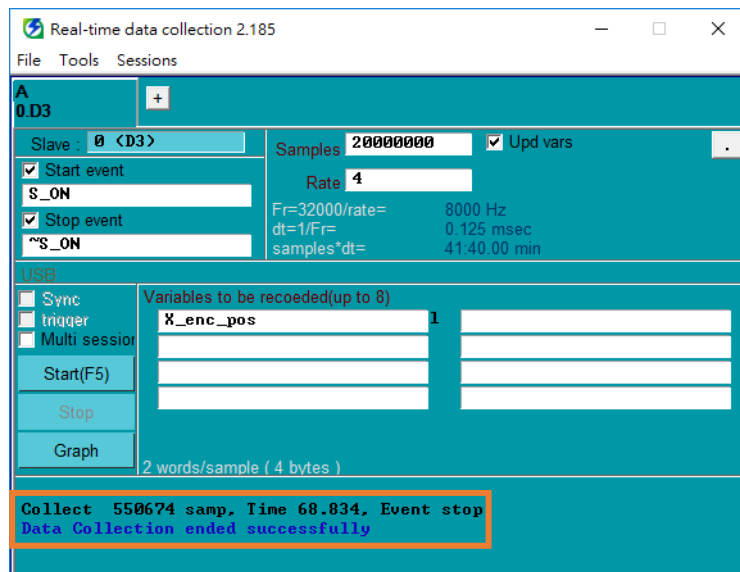 Real-time data collection 2.185
File Tools Sessions
A
0.D3
+
Slave : 0 <D3>
Start event
S_ON
Stop event
~S_ON
Samples 20000000
Upd vars
.
Rate 4
Fr=32000/rate= 8000 Hz
dt=1/Fr= 0.125 msec
samples*dt= 41:40.00 min
USB
Sync
trigger
Multi session
Start(F5)
Stop
Graph
Variables to be recoeded(up to 8)
X_enc_pos 1
2 words/sample ( 4 bytes )
Collect 550674 samp, Time 68.834, Event stop
Data Collection ended successfully